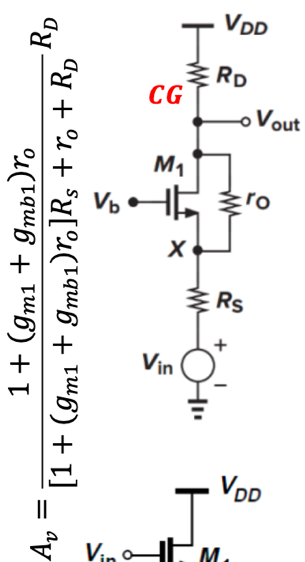 A_v = \frac{1 + (g_{m1} + g_{mb1})r_o}{[1 + (g_{m1} + g_{mb1})r_o]R_s + r_o + R_D} R_D
V_DD
R_D
CG
V_out
M_1
V_b
r_O
X
R_S
V_in
+
−
V_DD
V_in
M_1